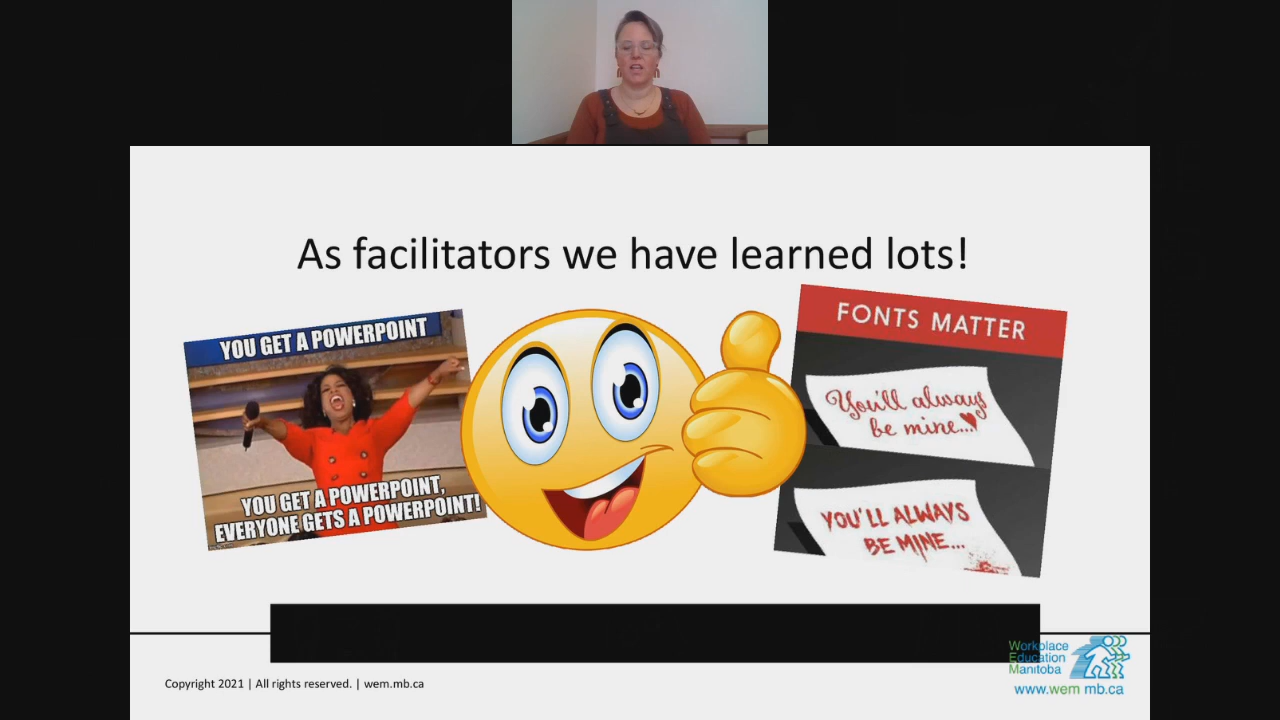 As facilitators we have learned lots!
YOU GET A POWERPOINT
YOU GET A POWERPOINT,
EVERYONE GETS A POWERPOINT!
FONTS MATTER
You'll always
be mine...
YOU'LL ALWAYS
BE MINE...
Copyright 2021 | All rights reserved. | wem.mb.ca
Workplace
Education
Manitoba
www.wem mb.ca